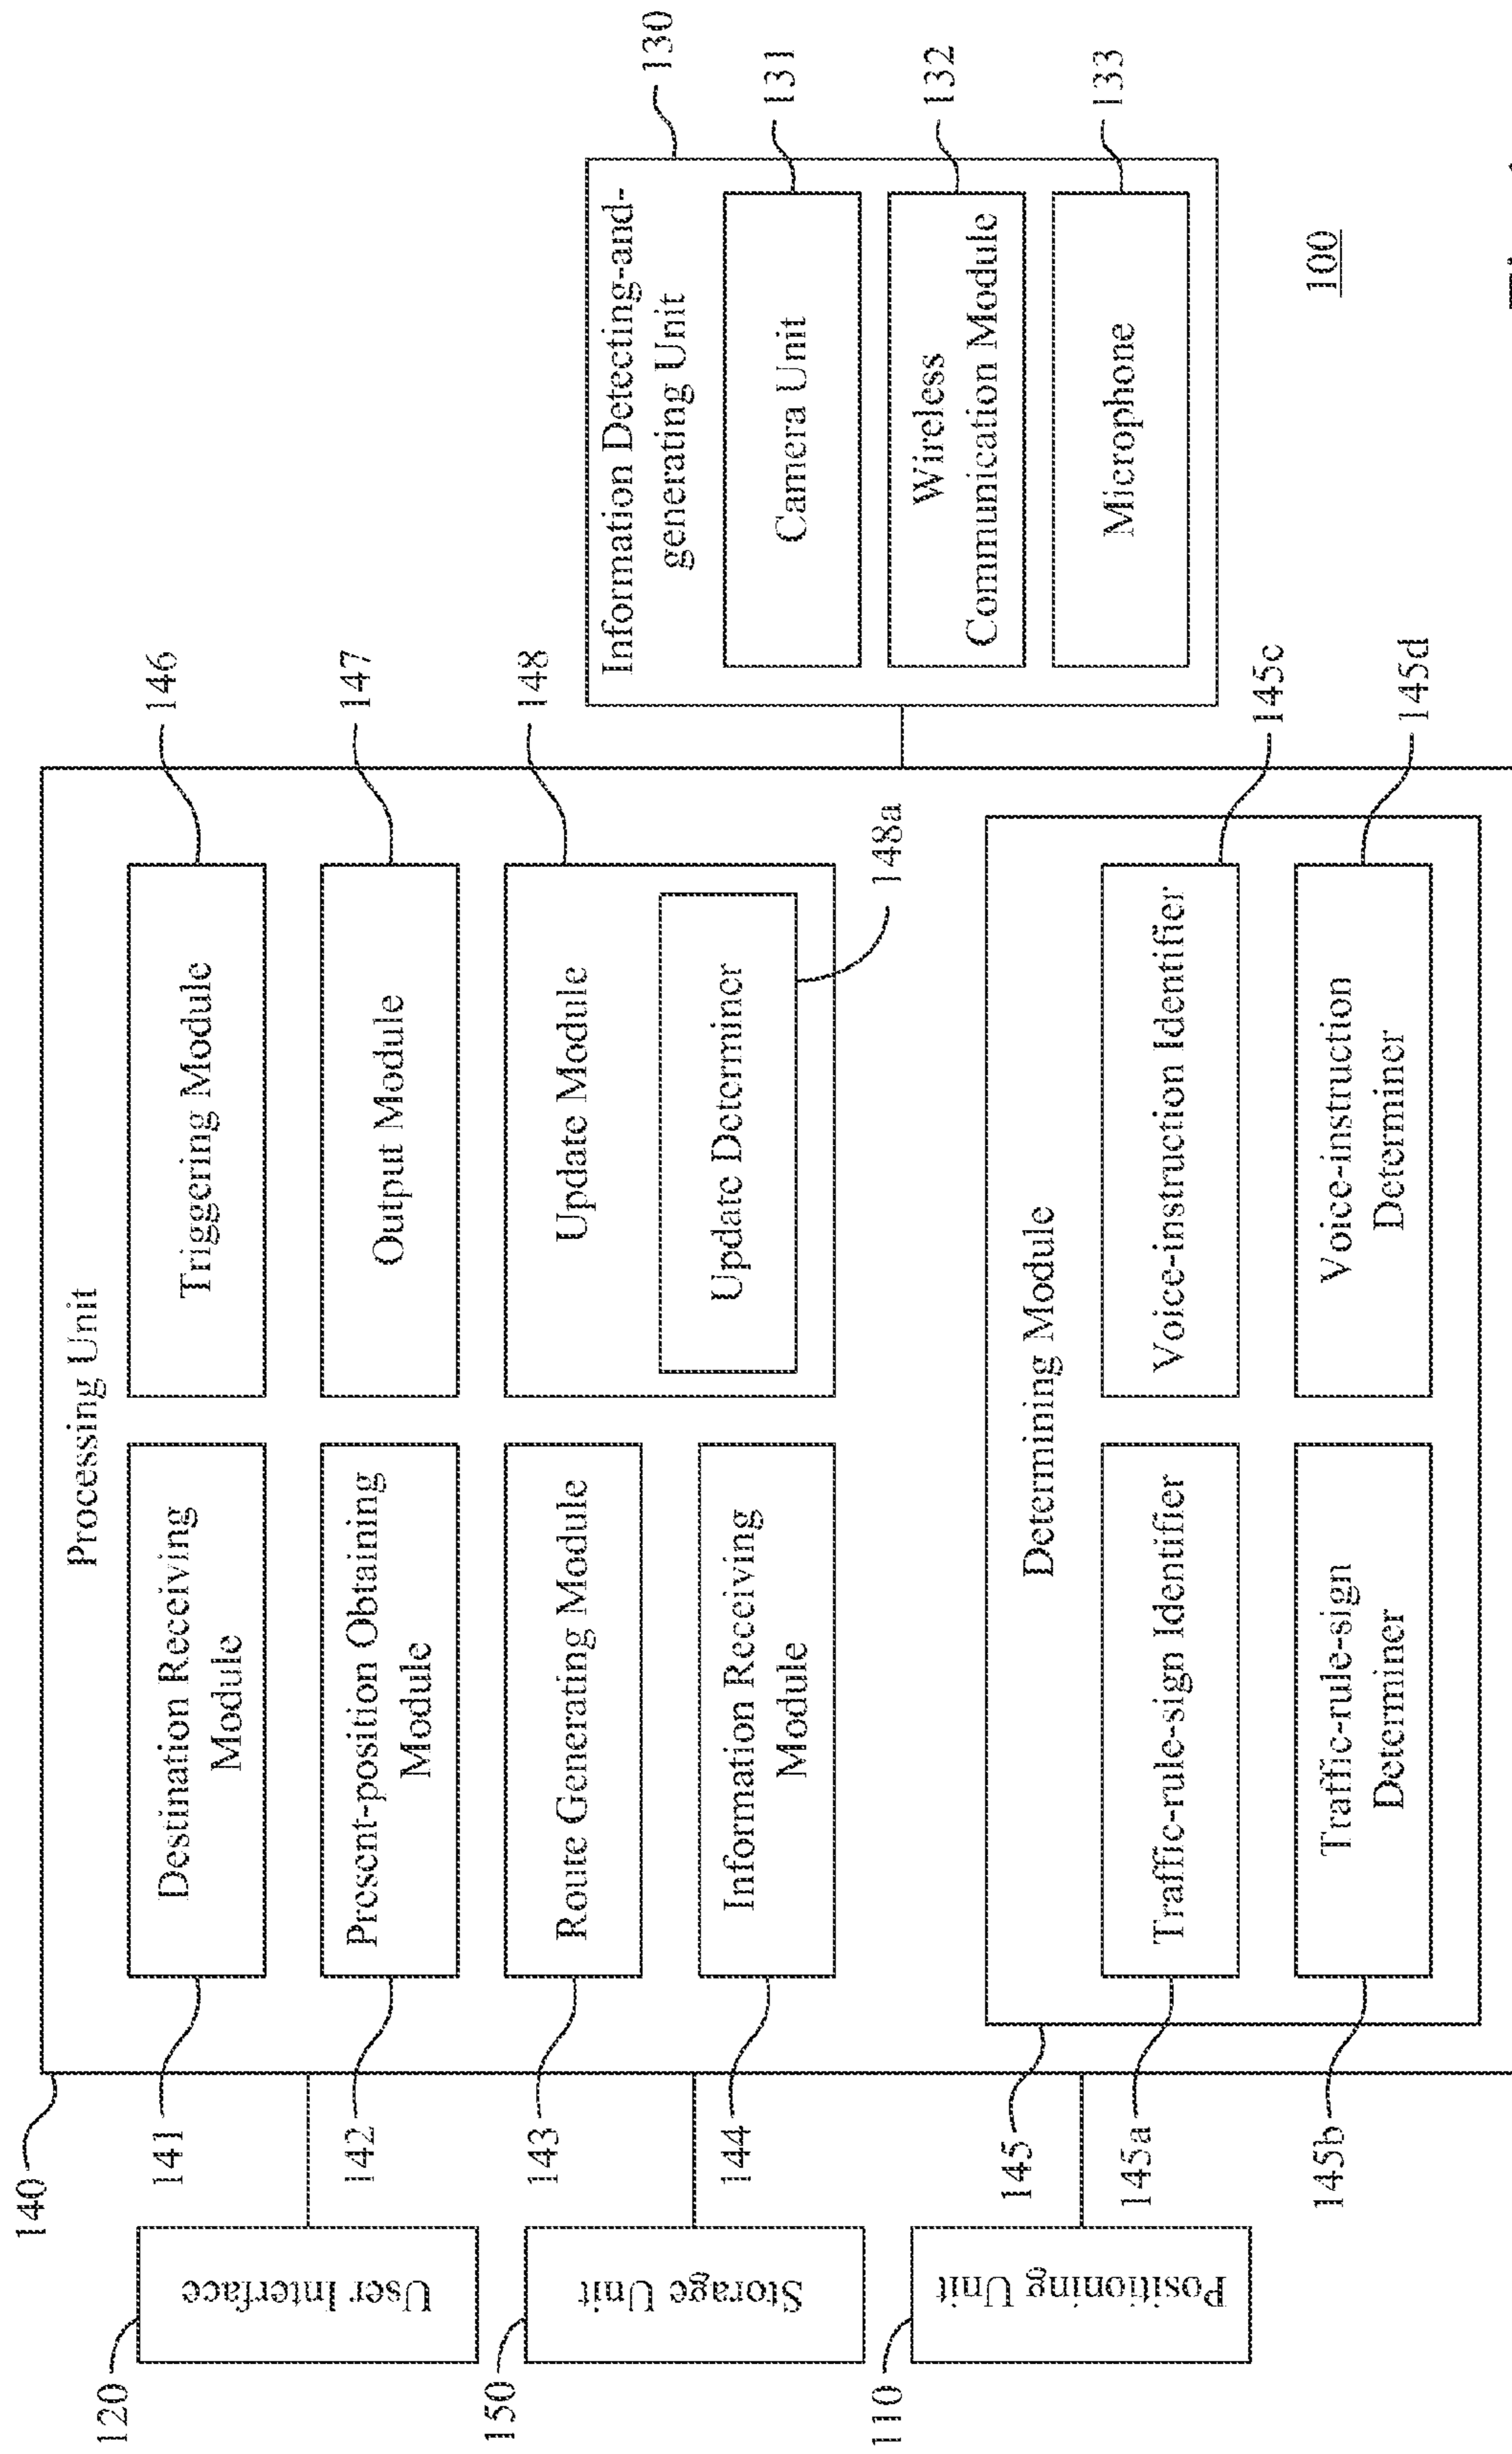 140
Processing Unit
141
Destination Receiving
Module
142
Present-position Obtaining
Module
143
Route Generating Module
144
Information Receiving
Module
Triggering Module
146
Output Module
147
Update Module
148
Update Determiner
148a
145
Determining Module
145a
Traffic-rule-sign Identifier
145b
Traffic-rule-sign
Determiner
Voice-instruction Identifier
145c
Voice-instruction
Determiner
145d
120
User Interface
150
Storage Unit
110
Positioning Unit
130
Information Detecting-and-
generating Unit
Camera Unit
131
Wireless
Communication Module
132
Microphone
133
100